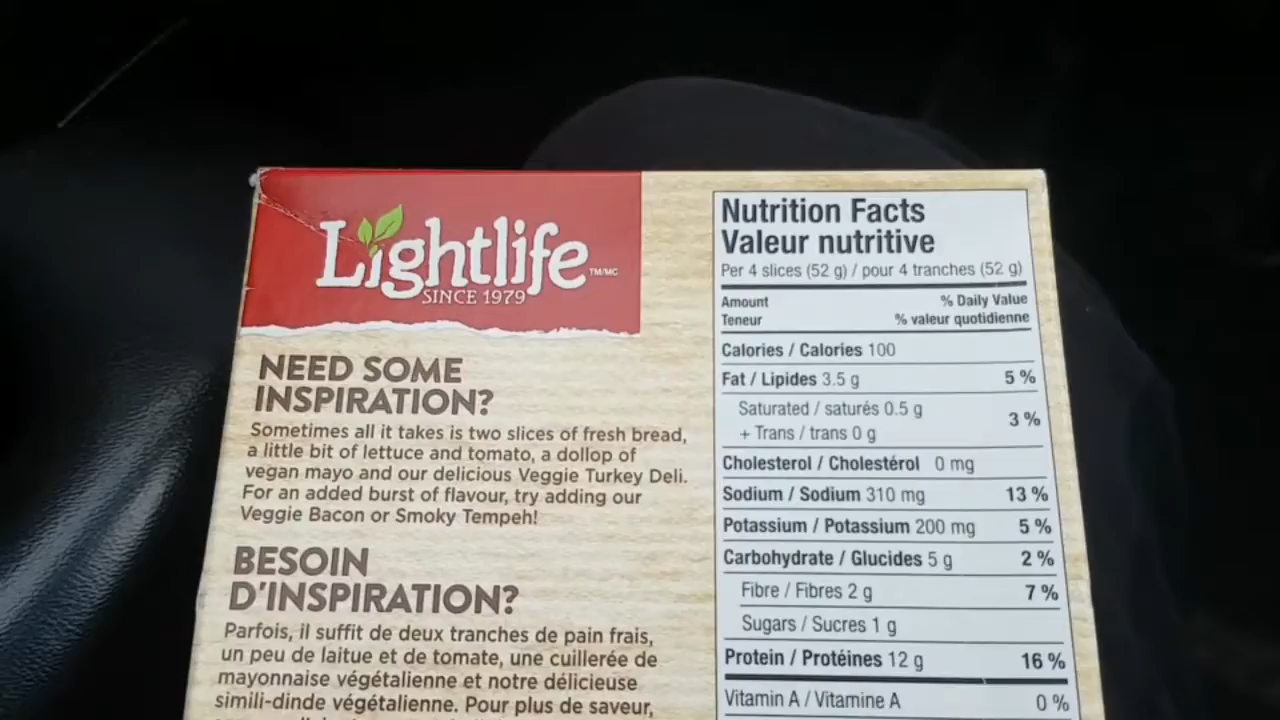 Lightlife TM/MC
SINCE 1979
NEED SOME
INSPIRATION?
Sometimes all it takes is two slices of fresh bread,
a little bit of lettuce and tomato, a dollop of
vegan mayo and our delicious Veggie Turkey Deli.
For an added burst of flavour, try adding our
Veggie Bacon or Smoky Tempeh!
BESOIN
D'INSPIRATION?
Parfois, il suffit de deux tranches de pain frais,
un peu de laitue et de tomate, une cuillerée de
mayonnaise végétalienne et notre délicieuse
simili-dinde végétalienne. Pour plus de saveur,
Nutrition Facts
Valeur nutritive
Per 4 slices (52 g) / pour 4 tranches (52 g)
Amount % Daily Value
Teneur % valeur quotidienne
Calories / Calories 100
Fat / Lipides 3.5 g 5 %
Saturated / saturés 0.5 g
+ Trans / trans 0 g 3 %
Cholesterol / Cholestérol 0 mg
Sodium / Sodium 310 mg 13 %
Potassium / Potassium 200 mg 5 %
Carbohydrate / Glucides 5 g 2 %
Fibre / Fibres 2 g 7 %
Sugars / Sucres 1 g
Protein / Protéines 12 g 16 %
Vitamin A / Vitamine A 0 %